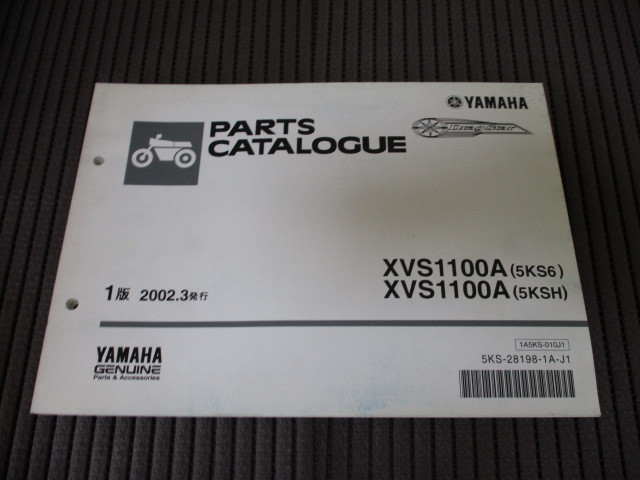 YAMAHA
DragStar
PARTS
CATALOGUE
XVS1100A (5KS6)
XVS1100A (5KSH)
1版 2002.3発行
1A5KS-010J1
5KS-28198-1A-J1
YAMAHA
GENUINE
Parts & Accessories